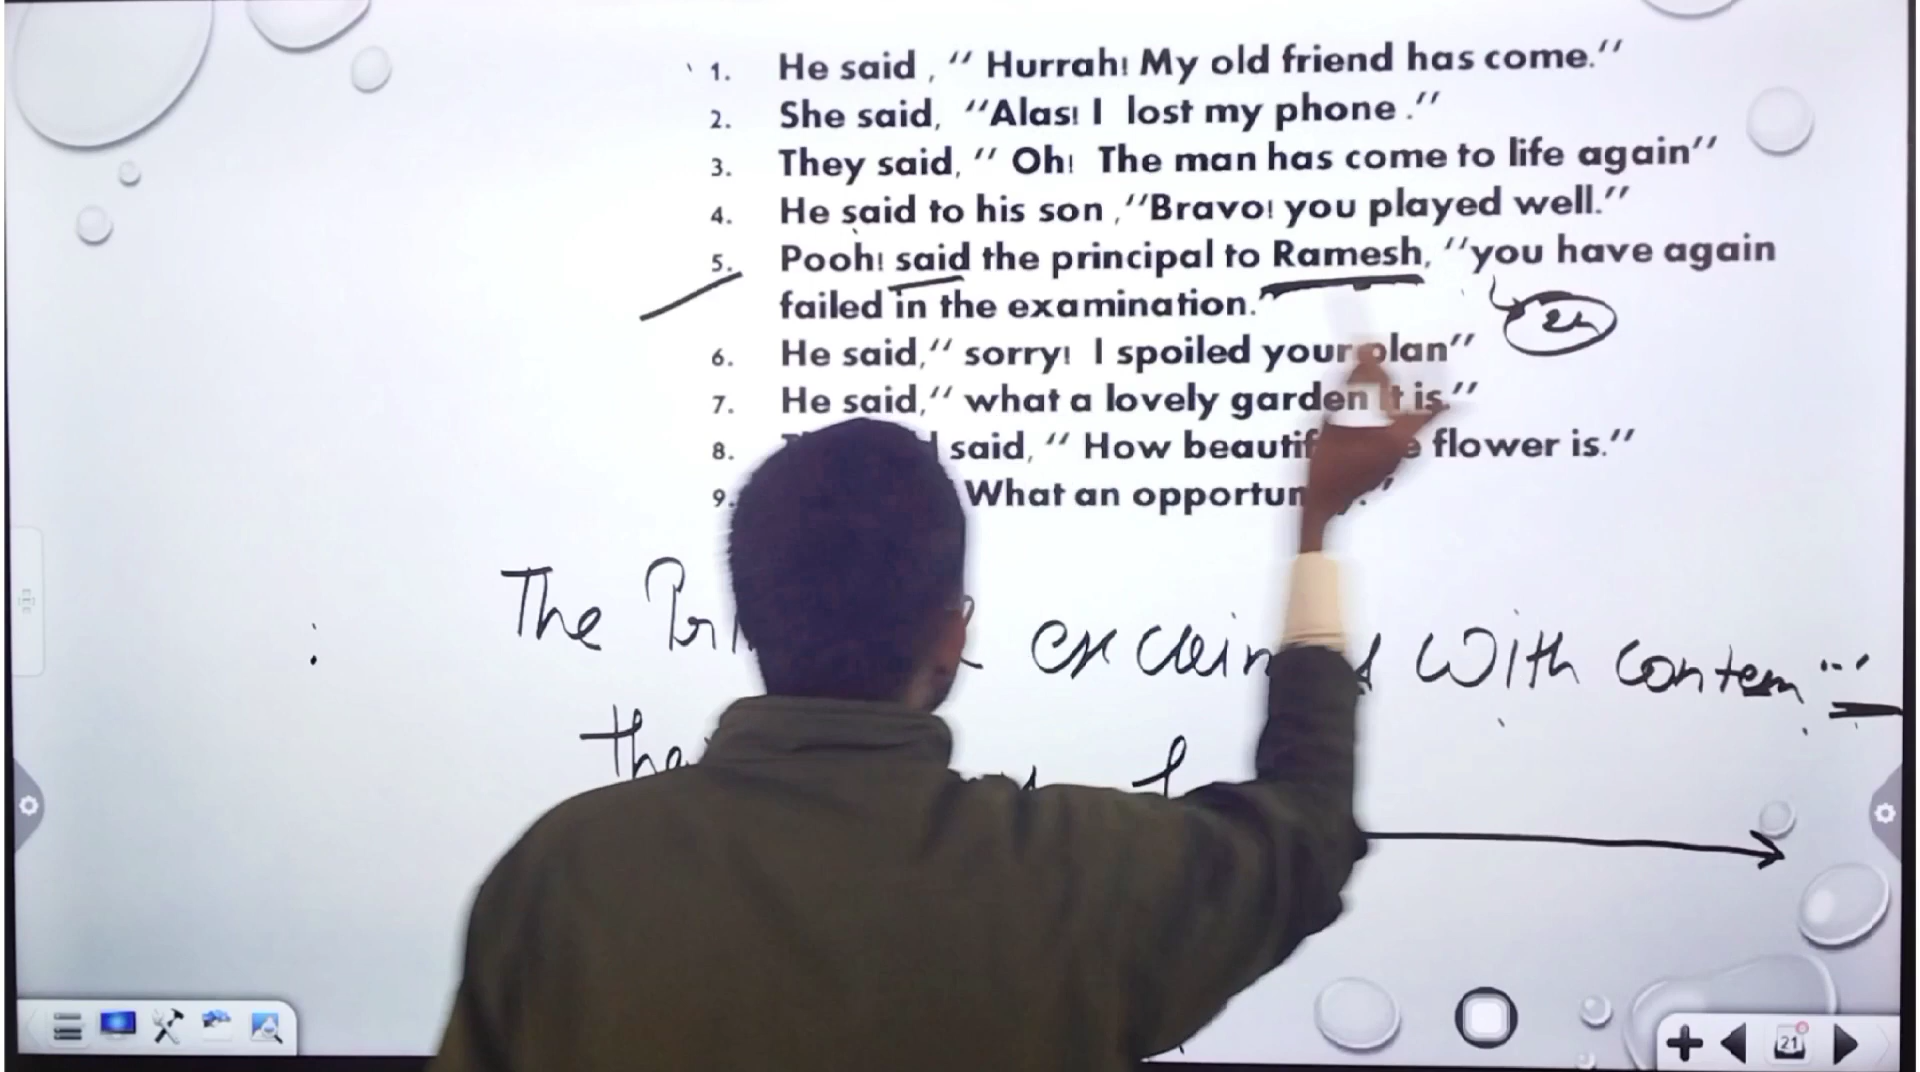 1. He said , " Hurrah! My old friend has come."
2. She said, "Alas! I lost my phone ."
3. They said, " Oh! The man has come to life again"
4. He said to his son ,"Bravo! you played well."
5. Pooh! said the principal to Ramesh, "you have again
failed in the examination."
6. He said," sorry! I spoiled your plan"
7. He said," what a lovely garden it is."
8. said, " How beautif flower is."
9. What an opportun
The with contem
21